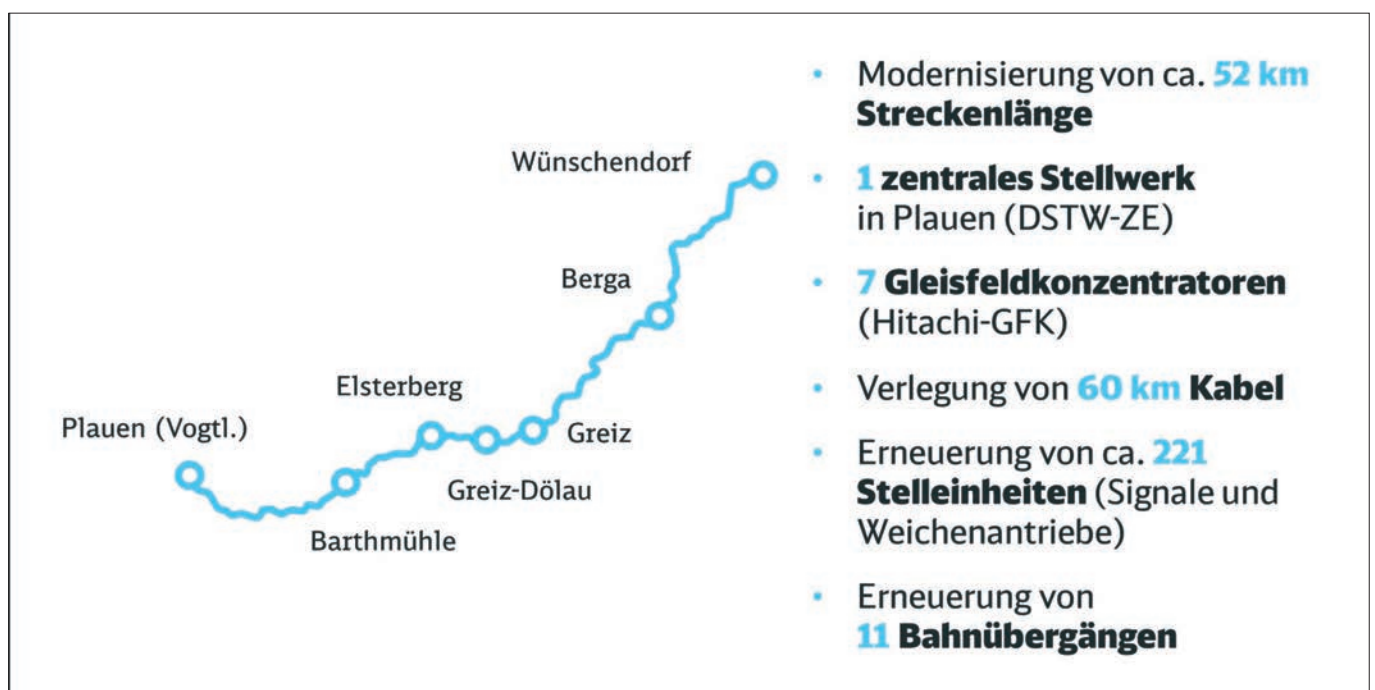 Wünschendorf
Berga
Elsterberg
Plauen (Vogtl.)
Greiz
Greiz-Dölau
Barthmühle
• Modernisierung von ca. 52 km
Streckenlänge
• 1 zentrales Stellwerk
in Plauen (DSTW-ZE)
• 7 Gleisfeldkonzentratoren
(Hitachi-GFK)
• Verlegung von 60 km Kabel
• Erneuerung von ca. 221
Stelleinheiten (Signale und
Weichenantriebe)
• Erneuerung von
11 Bahnübergängen